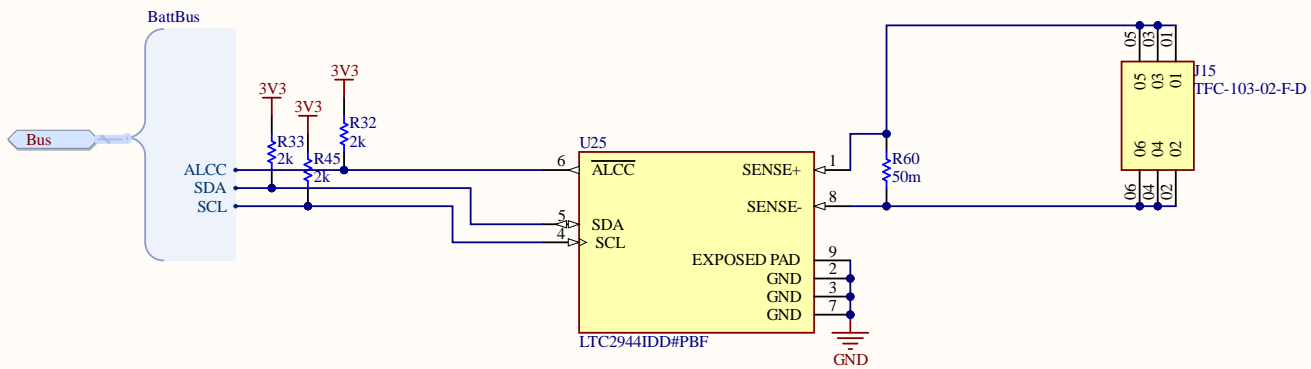 BattBus
Bus
3V3
3V3
3V3
R33
2k
R45
2k
R32
2k
ALCC
SDA
SCL
U25
6
ALCC
5
SDA
4
SCL
SENSE+
1
SENSE-
8
EXPOSED PAD
9
GND
2
GND
3
GND
7
LTC2944IDD#PBF
GND
R60
50m
05
03
01
05
03
01
J15
TFC-103-02-F-D
06
04
02
06
04
02